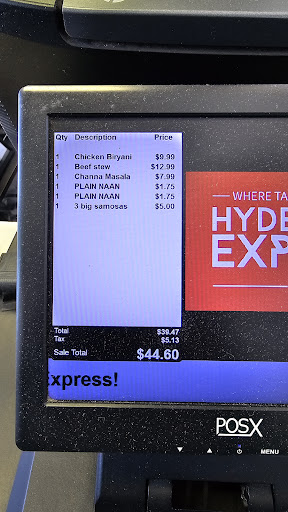 Qty Description Price
1 Chicken Biryani $9.99
1 Beef stew $12.99
1 Channa Masala $7.99
1 PLAIN NAAN $1.75
1 PLAIN NAAN $1.75
1 3 big samosas $5.00
WHERE TA
HYDE
EXP
Total $39.47
Tax $5.13
Sale Total $44.60
Express!
POSX
MENU